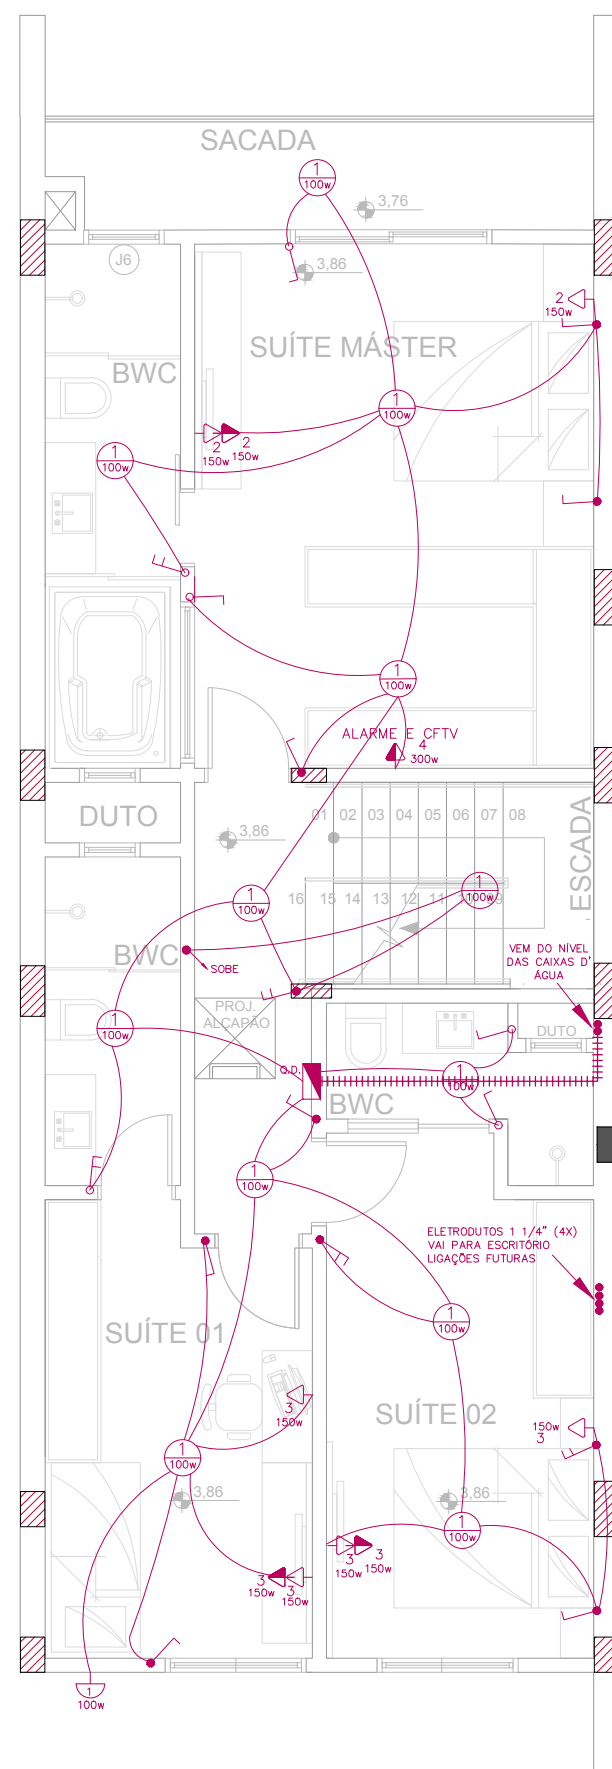 SACADA
1
100w
3,76
J6
3,86
2
150w
SUÍTE MÁSTER
BWC
1
100w
2 2
150w 150w
1
100w
1
100w
ALARME E CFTV
4
300w
DUTO
01 02 03 04 05 06 07 08
3,86
ESCADA
16 15 14 13 12 11
1
100w
1
100w
BWC
SOBE
VEM DO NÍVEL
DAS CAIXAS D'
ÁGUA
PROJ.
ALÇAPÃO
1
100w
DUTO
Q.D.
1
100w
BWC
1
100w
ELETRODUTOS 1 1/4" (4X)
VAI PARA ESCRITÓRIO
LIGAÇÕES FUTURAS
SUÍTE 01
1
100w
3
150w
SUÍTE 02
150w
3
1
100w
3,86
3,86
1
100w
3 3
150w 150w
3 3
150w 150w
1
100w